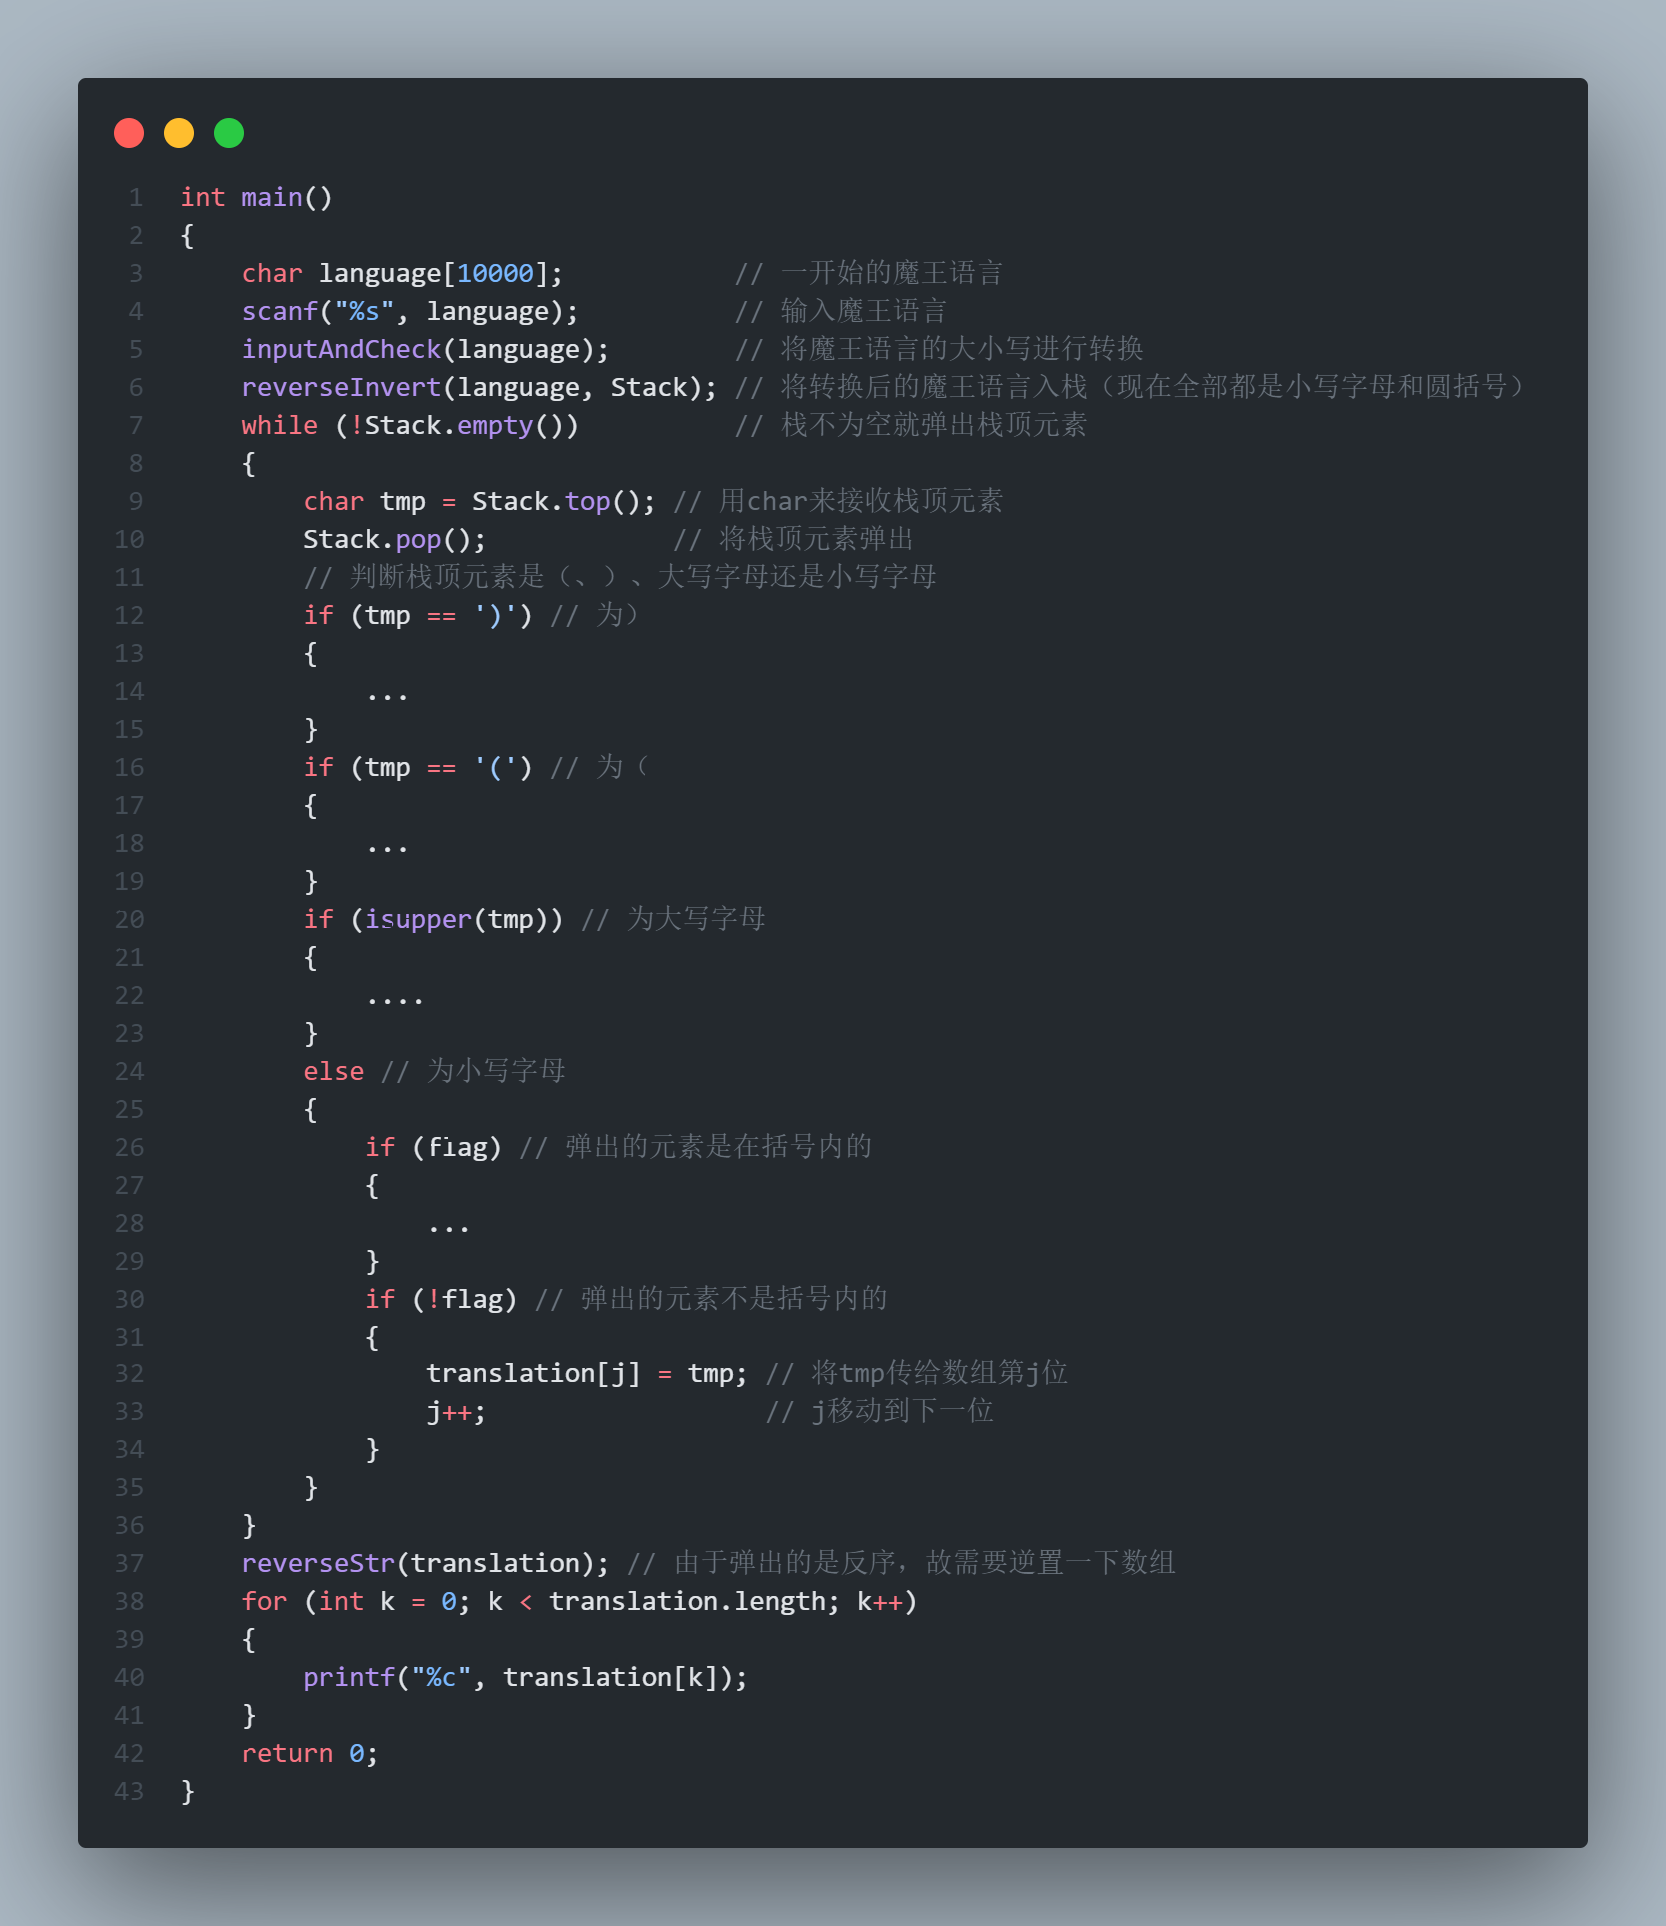 1 int main()
2 {
3 char language[10000]; // 一开始的魔王语言
4 scanf("%s", language); // 输入魔王语言
5 inputAndCheck(language); // 将魔王语言的大小写进行转换
6 reverseInvert(language, Stack); // 将转换后的魔王语言入栈（现在全部都是小写字母和圆括号）
7 while (!Stack.empty()) // 栈不为空就弹出栈顶元素
8 {
9 char tmp = Stack.top(); // 用char来接收栈顶元素
10 Stack.pop(); // 将栈顶元素弹出
11 // 判断栈顶元素是（、）、大写字母还是小写字母
12 if (tmp == ')') // 为）
13 {
14 ...
15 }
16 if (tmp == '(') // 为（
17 {
18 ...
19 }
20 if (isupper(tmp)) // 为大写字母
21 {
22 ....
23 }
24 else // 为小写字母
25 {
26 if (flag) // 弹出的元素是在括号内的
27 {
28 ...
29 }
30 if (!flag) // 弹出的元素不是括号内的
31 {
32 translation[j] = tmp; // 将tmp传给数组第j位
33 j++; // j移动到下一位
34 }
35 }
36 }
37 reverseStr(translation); // 由于弹出的是反序，故需要逆置一下数组
38 for (int k = 0; k < translation.length; k++)
39 {
40 printf("%c", translation[k]);
41 }
42 return 0;
43 }